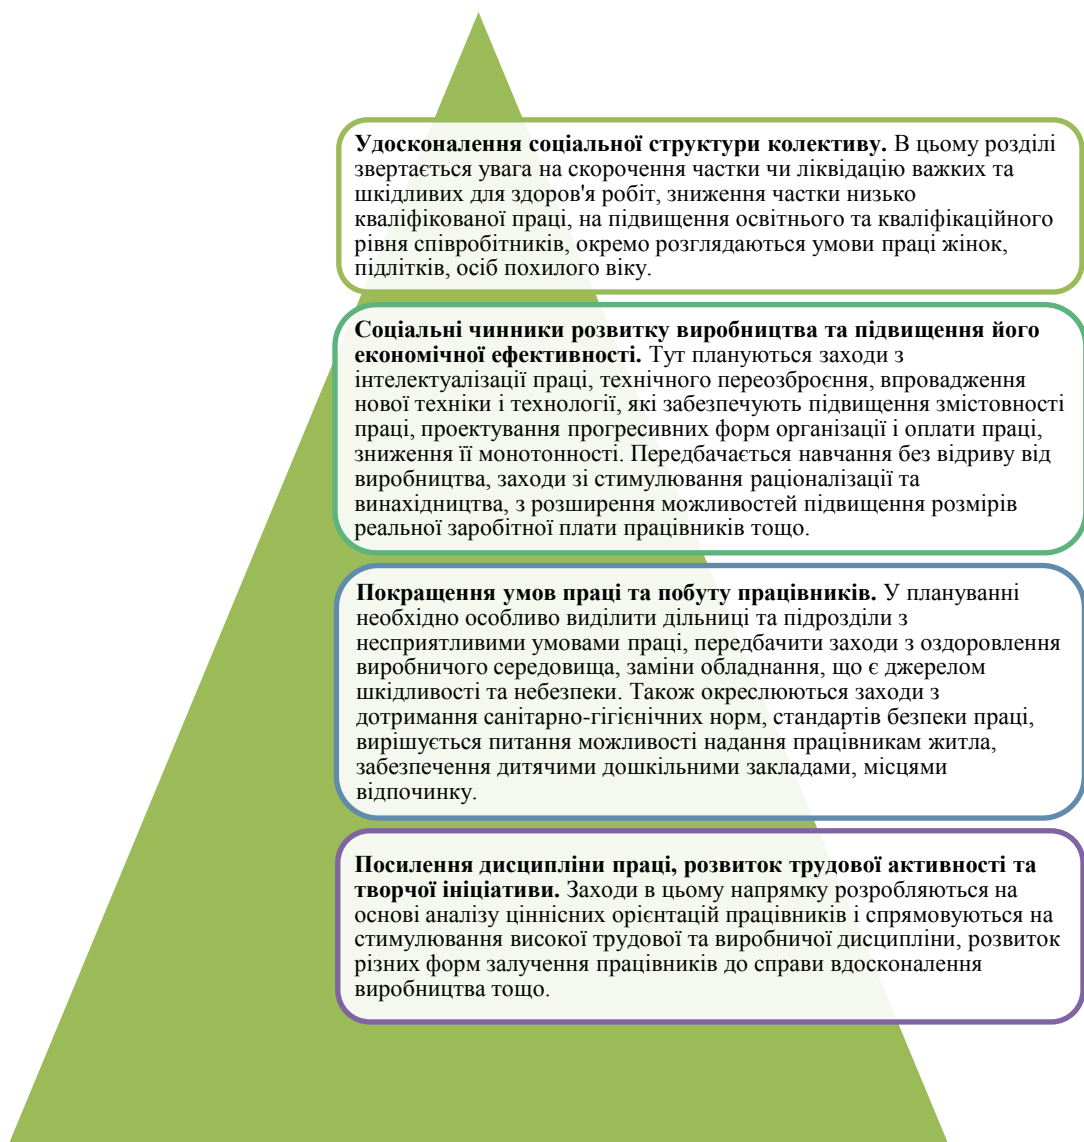 Удосконалення соціальної структури колективу. В цьому розділі
звертається увага на скорочення частки чи ліквідацію важких та
шкідливих для здоров'я робіт, зниження частки низько
кваліфікованої праці, на підвищення освітнього та кваліфікаційного
рівня співробітників, окремо розглядаються умови праці жінок,
підлітків, осіб похилого віку.
Соціальні чинники розвитку виробництва та підвищення його
економічної ефективності. Тут плануються заходи з
інтелектуалізації праці, технічного переозброєння, впровадження
нової техніки і технології, які забезпечують підвищення змістовності
праці, проектування прогресивних форм організації і оплати праці,
зниження її монотонності. Передбачається навчання без відриву від
виробництва, заходи зі стимулювання раціоналізації та
винахідництва, з розширення можливостей підвищення розмірів
реальної заробітної плати працівників тощо.
Покращення умов праці та побуту працівників. У плануванні
необхідно особливо виділити дільниці та підрозділи з
несприятливими умовами праці, передбачити заходи з оздоровлення
виробничого середовища, заміни обладнання, що є джерелом
шкідливості та небезпеки. Також окреслюються заходи з
дотримання санітарно-гігієнічних норм, стандартів безпеки праці,
вирішується питання можливості надання працівникам житла,
забезпечення дитячими дошкільними закладами, місцями
відпочинку.
Посилення дисципліни праці, розвиток трудової активності та
творчої ініціативи. Заходи в цьому напрямку розробляються на
основі аналізу ціннісних орієнтацій працівників і спрямовуються на
стимулювання високої трудової та виробничої дисципліни, розвиток
різних форм залучення працівників до справи вдосконалення
виробництва тощо.